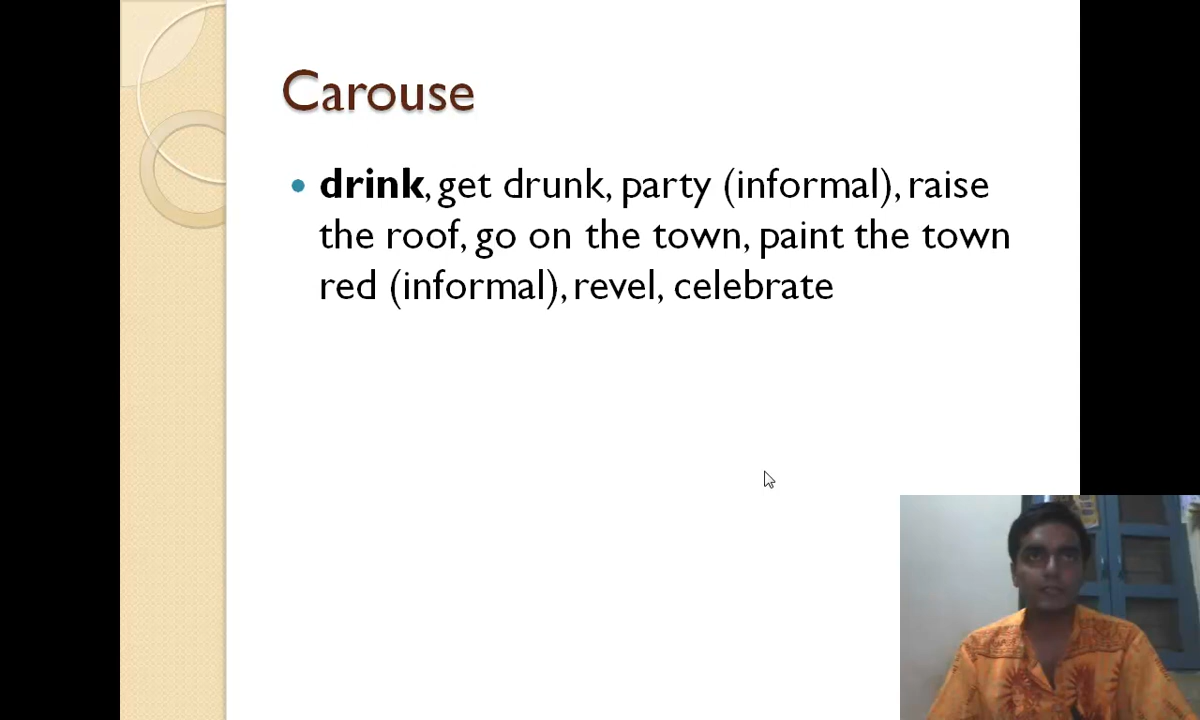 Carouse
drink, get drunk, party (informal), raise
the roof, go on the town, paint the town
red (informal), revel, celebrate